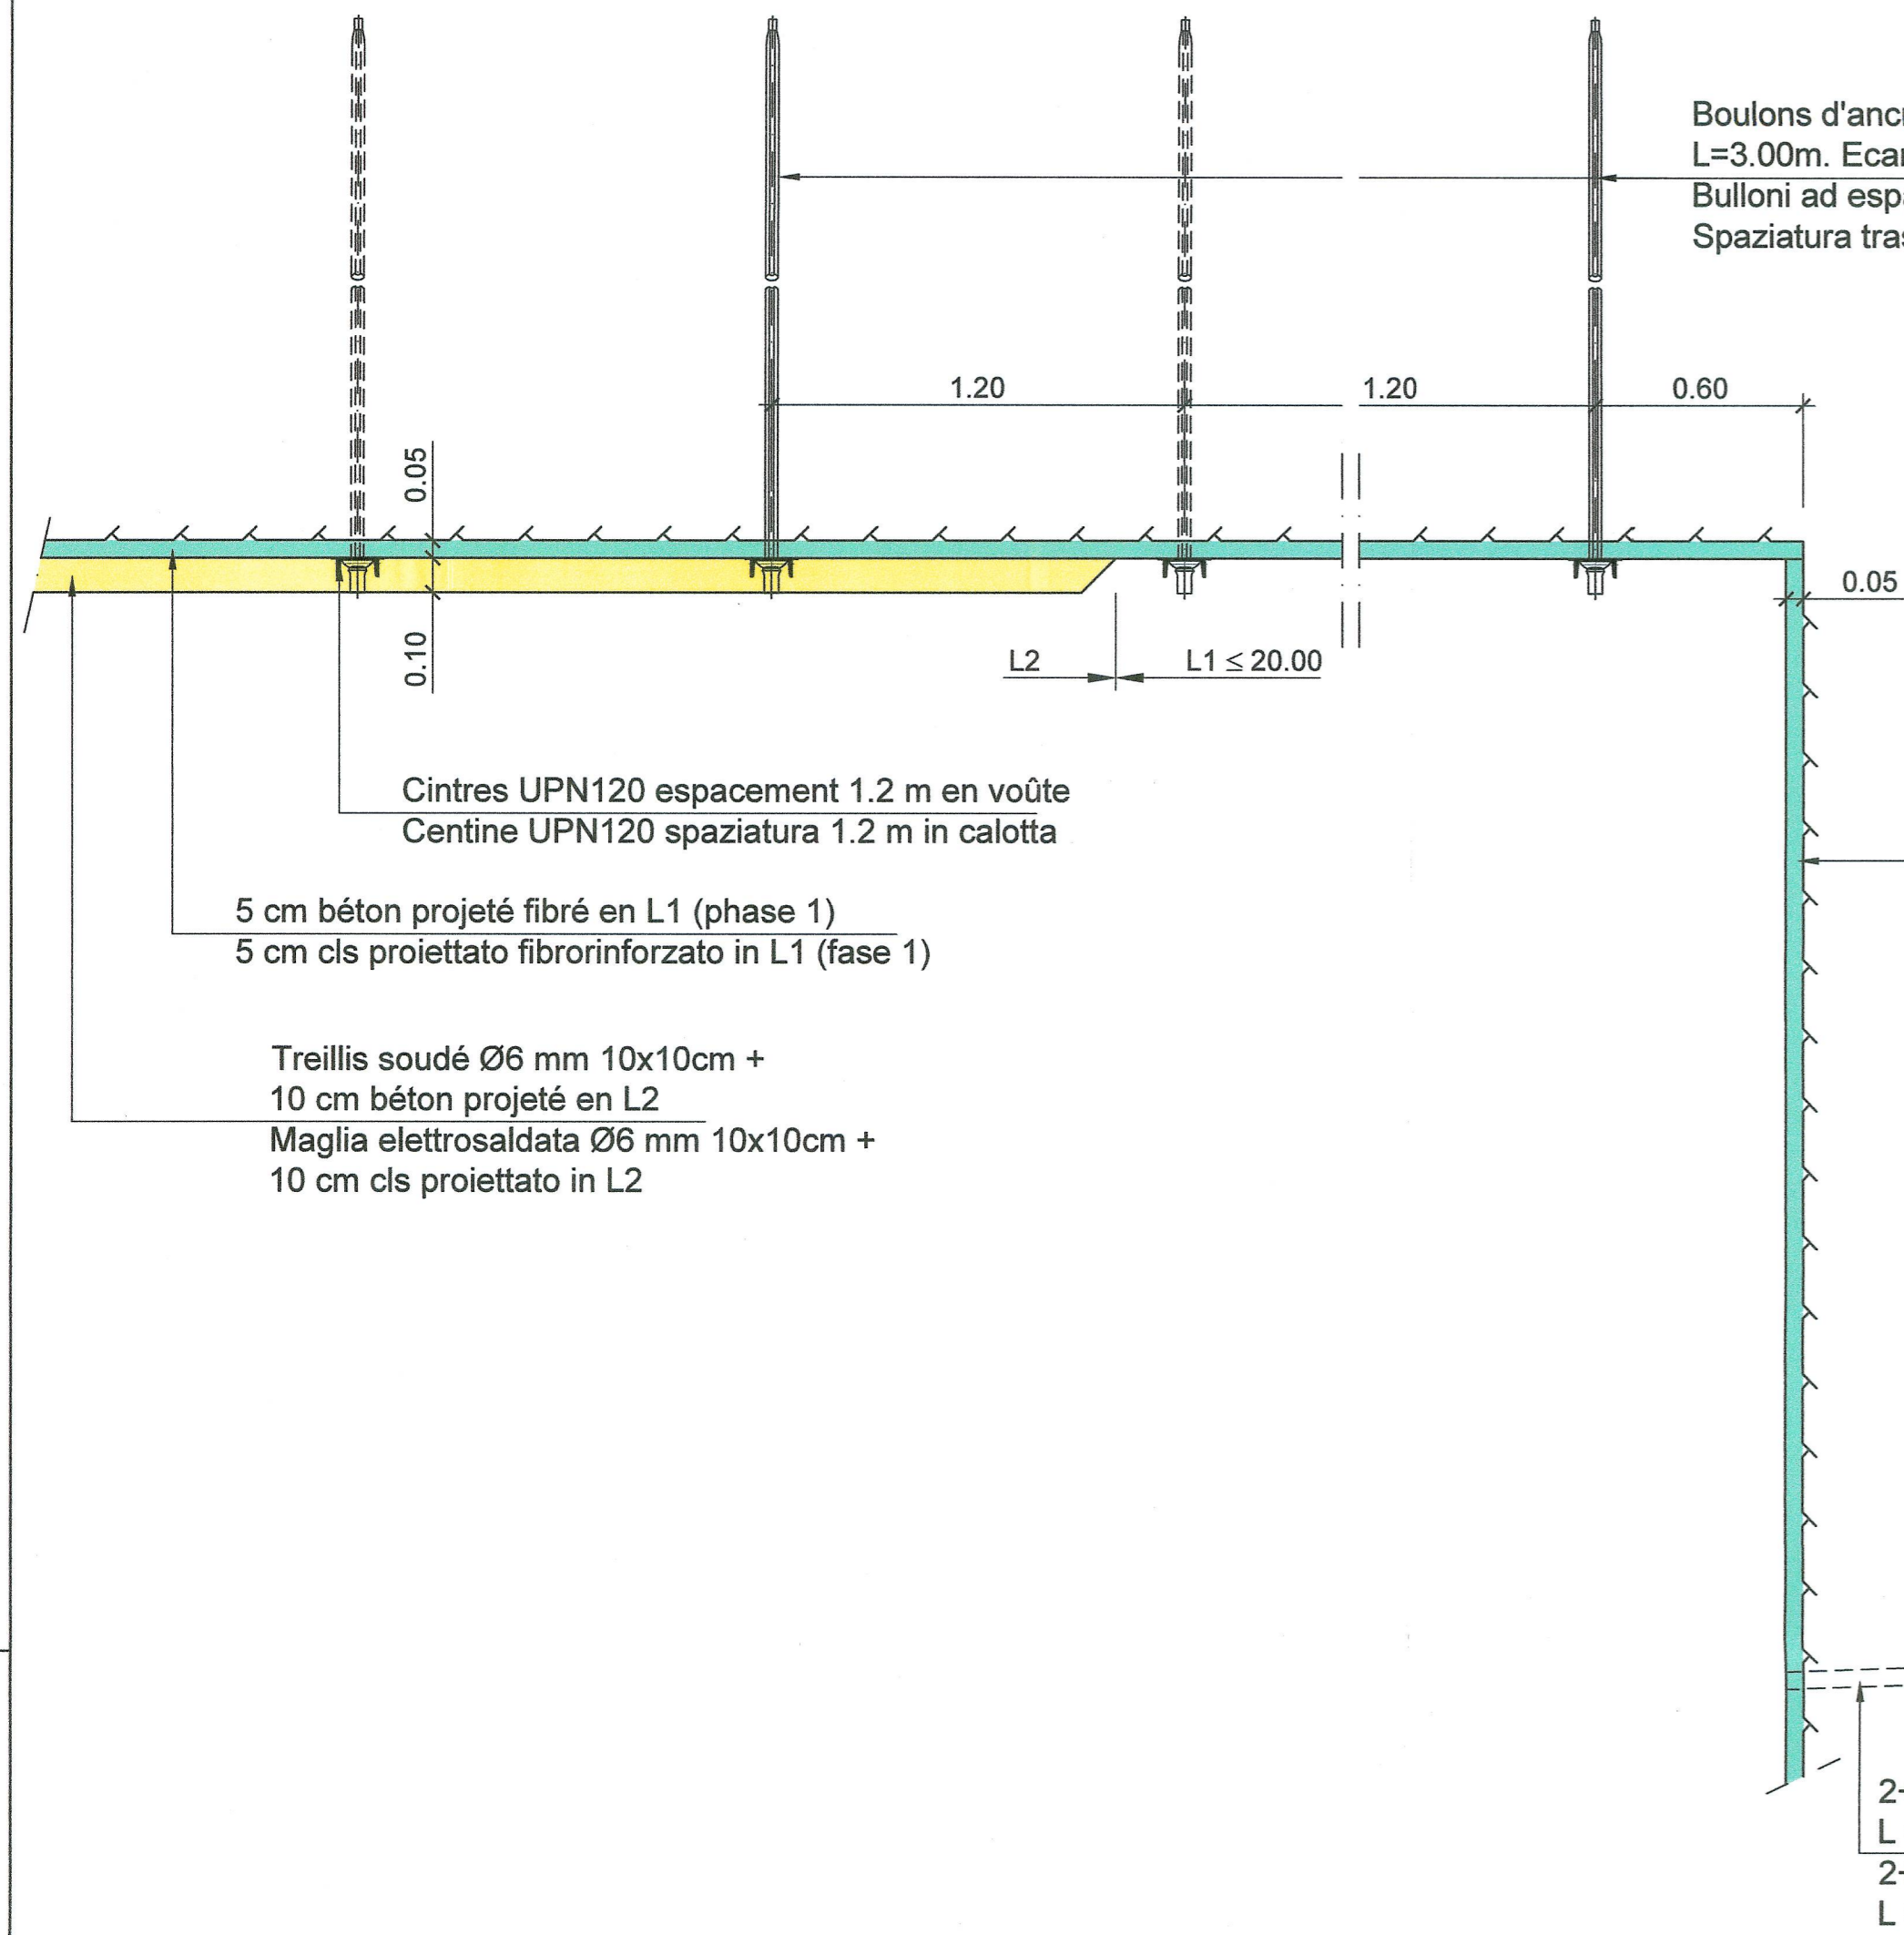 Boulons
L=3.00m.
Bulloni ad
Spaziatura
1.20
1.20
0.60
0.05
0.10
0.05
L2
L1 ≤ 20.00
Cintres UPN120 espacement 1.2 m en voûte
Centine UPN120 spaziatura 1.2 m in calotta
5 cm béton projeté fibré en L1 (phase 1)
5 cm cls proiettato fibrorinforzato in L1 (fase 1)
Treillis soudé Ø6 mm 10x10cm +
10 cm béton projeté en L2
Maglia elettrosaldata Ø6 mm 10x10cm +
10 cm cls proiettato in L2
L
L